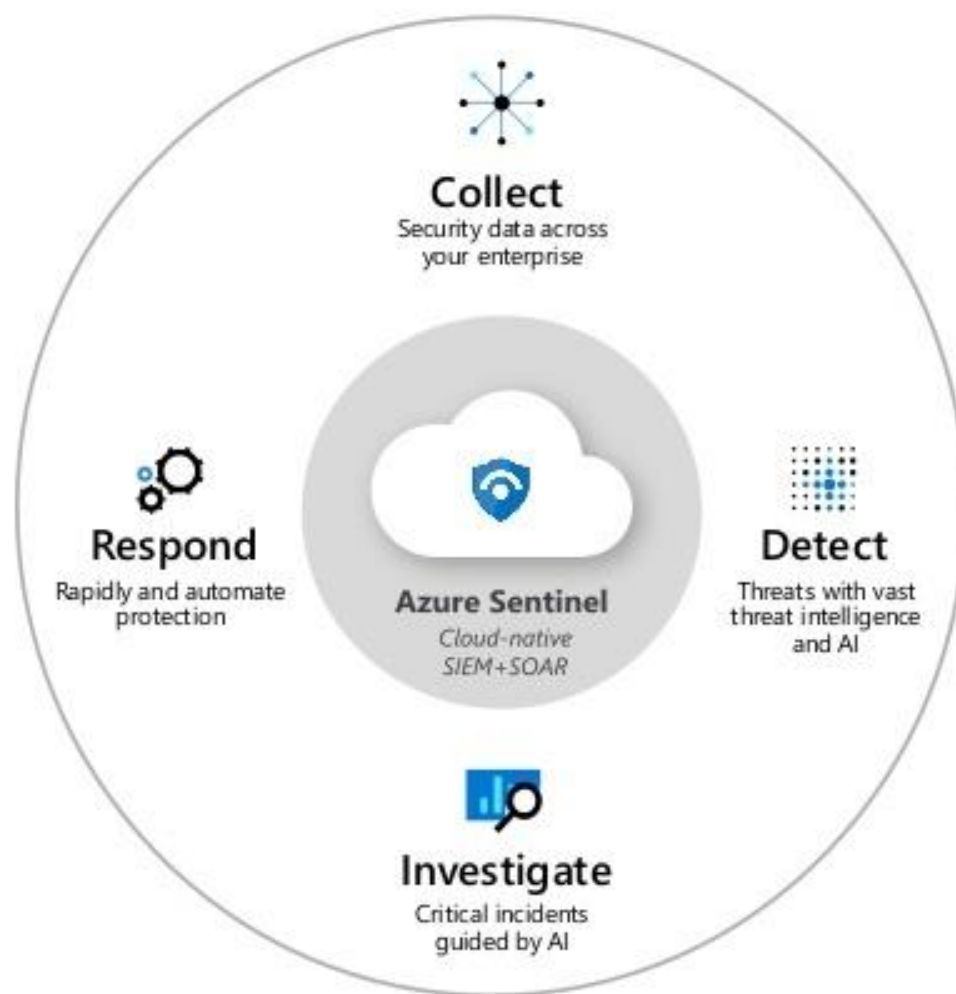 Collect
Security data across
your enterprise
Respond
Rapidly and automate
protection
Azure Sentinel
Cloud-native
SIEM+SOAR
Detect
Threats with vast
threat intelligence
and AI
Investigate
Critical incidents
guided by AI